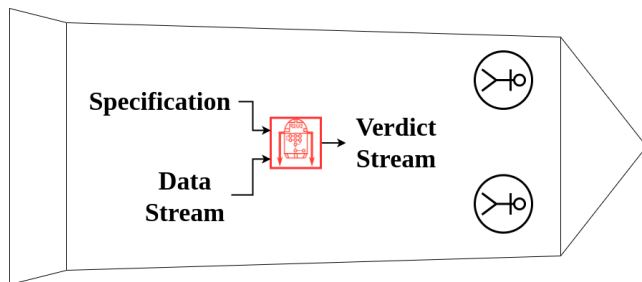 Specification
Data
Stream
Verdict
Stream